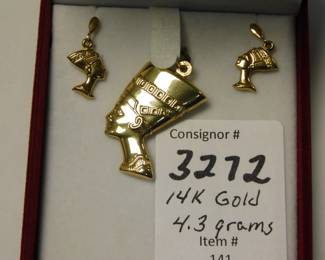 Consignor #
3272
14K Gold
4.3 grams
Item #
141